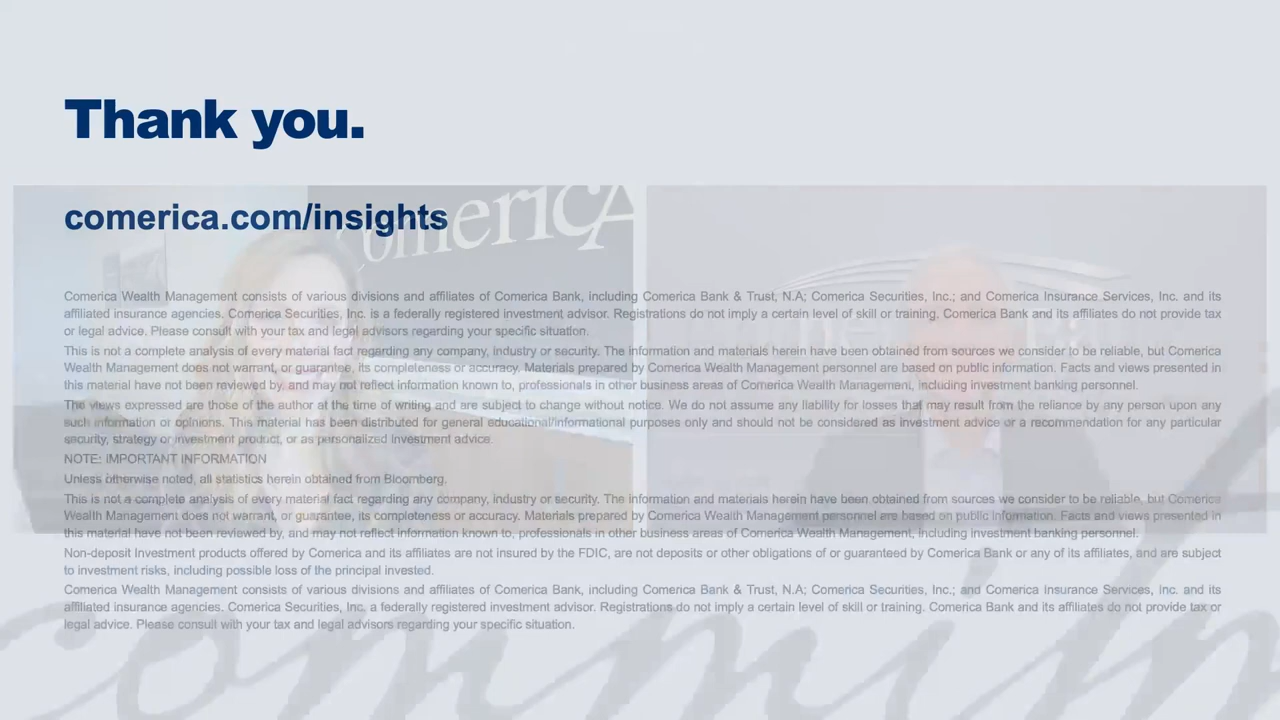 Thank you.
comerica.com/insights
Comerica
Comerica Wealth Management consists of various divisions and affiliates of Comerica Bank, including Comerica Bank & Trust, N.A; Comerica Securities, Inc.; and Comerica Insurance Services, Inc. and its
affiliated insurance agencies. Comerica Securities, Inc. is a federally registered investment advisor. Registrations do not imply a certain level of skill or training. Comerica Bank and its affiliates do not provide tax
or legal advice. Please consult with your tax and legal advisors regarding your specific situation.
This is not a complete analysis of every material fact regarding any company, industry or security. The information and materials herein have been obtained from sources we consider to be reliable, but Comerica
Wealth Management does not warrant, or guarantee, its completeness or accuracy. Materials prepared by Comerica Wealth Management personnel are based on public information. Facts and views presented in
this material have not been reviewed by, and may not reflect information known to, professionals in other business areas of Comerica Wealth Management, including investment banking personnel.
The views expressed are those of the author at the time of writing and are subject to change without notice. We do not assume any liability for losses that may result from the reliance by any person upon any
such information or opinions. This material has been distributed for general educational/informational purposes only and should not be considered as investment advice or a recommendation for any particular
security, strategy or investment product, or as personalized investment advice.
NOTE: IMPORTANT INFORMATION
Unless otherwise noted, all statistics herein obtained from Bloomberg.
This is not a complete analysis of every material fact regarding any company, industry or security. The information and materials herein have been obtained from sources we consider to be reliable, but Comerica
Wealth Management does not warrant, or guarantee, its completeness or accuracy. Materials prepared by Comerica Wealth Management personnel are based on public information. Facts and views presented in
this material have not been reviewed by, and may not reflect information known to, professionals in other business areas of Comerica Wealth Management, including investment banking personnel.
Non-deposit Investment products offered by Comerica and its affiliates are not insured by the FDIC, are not deposits or other obligations of or guaranteed by Comerica Bank or any of its affiliates, and are subject
to investment risks, including possible loss of the principal invested.
Comerica Wealth Management consists of various divisions and affiliates of Comerica Bank, including Comerica Bank & Trust, N.A; Comerica Securities, Inc.; and Comerica Insurance Services, Inc. and its
affiliated insurance agencies. Comerica Securities, Inc. a federally registered investment advisor. Registrations do not imply a certain level of skill or training. Comerica Bank and its affiliates do not provide tax or
legal advice. Please consult with your tax and legal advisors regarding your specific situation.